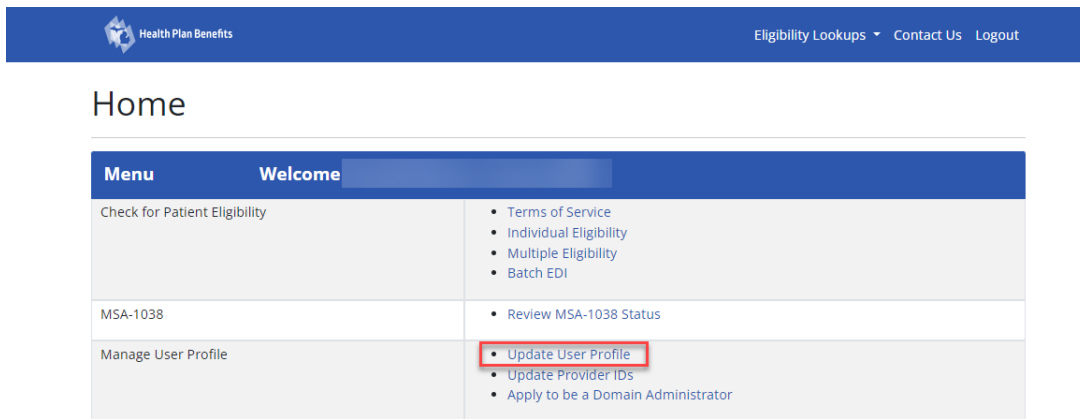 Health Plan Benefits
Eligibility Lookups Contact Us Logout
Home
Menu Welcome
Check for Patient Eligibility
Terms of Service
Individual Eligibility
Multiple Eligibility
Batch EDI
MSA-1038
Review MSA-1038 Status
Manage User Profile
Update User Profile
Update Provider IDs
Apply to be a Domain Administrator